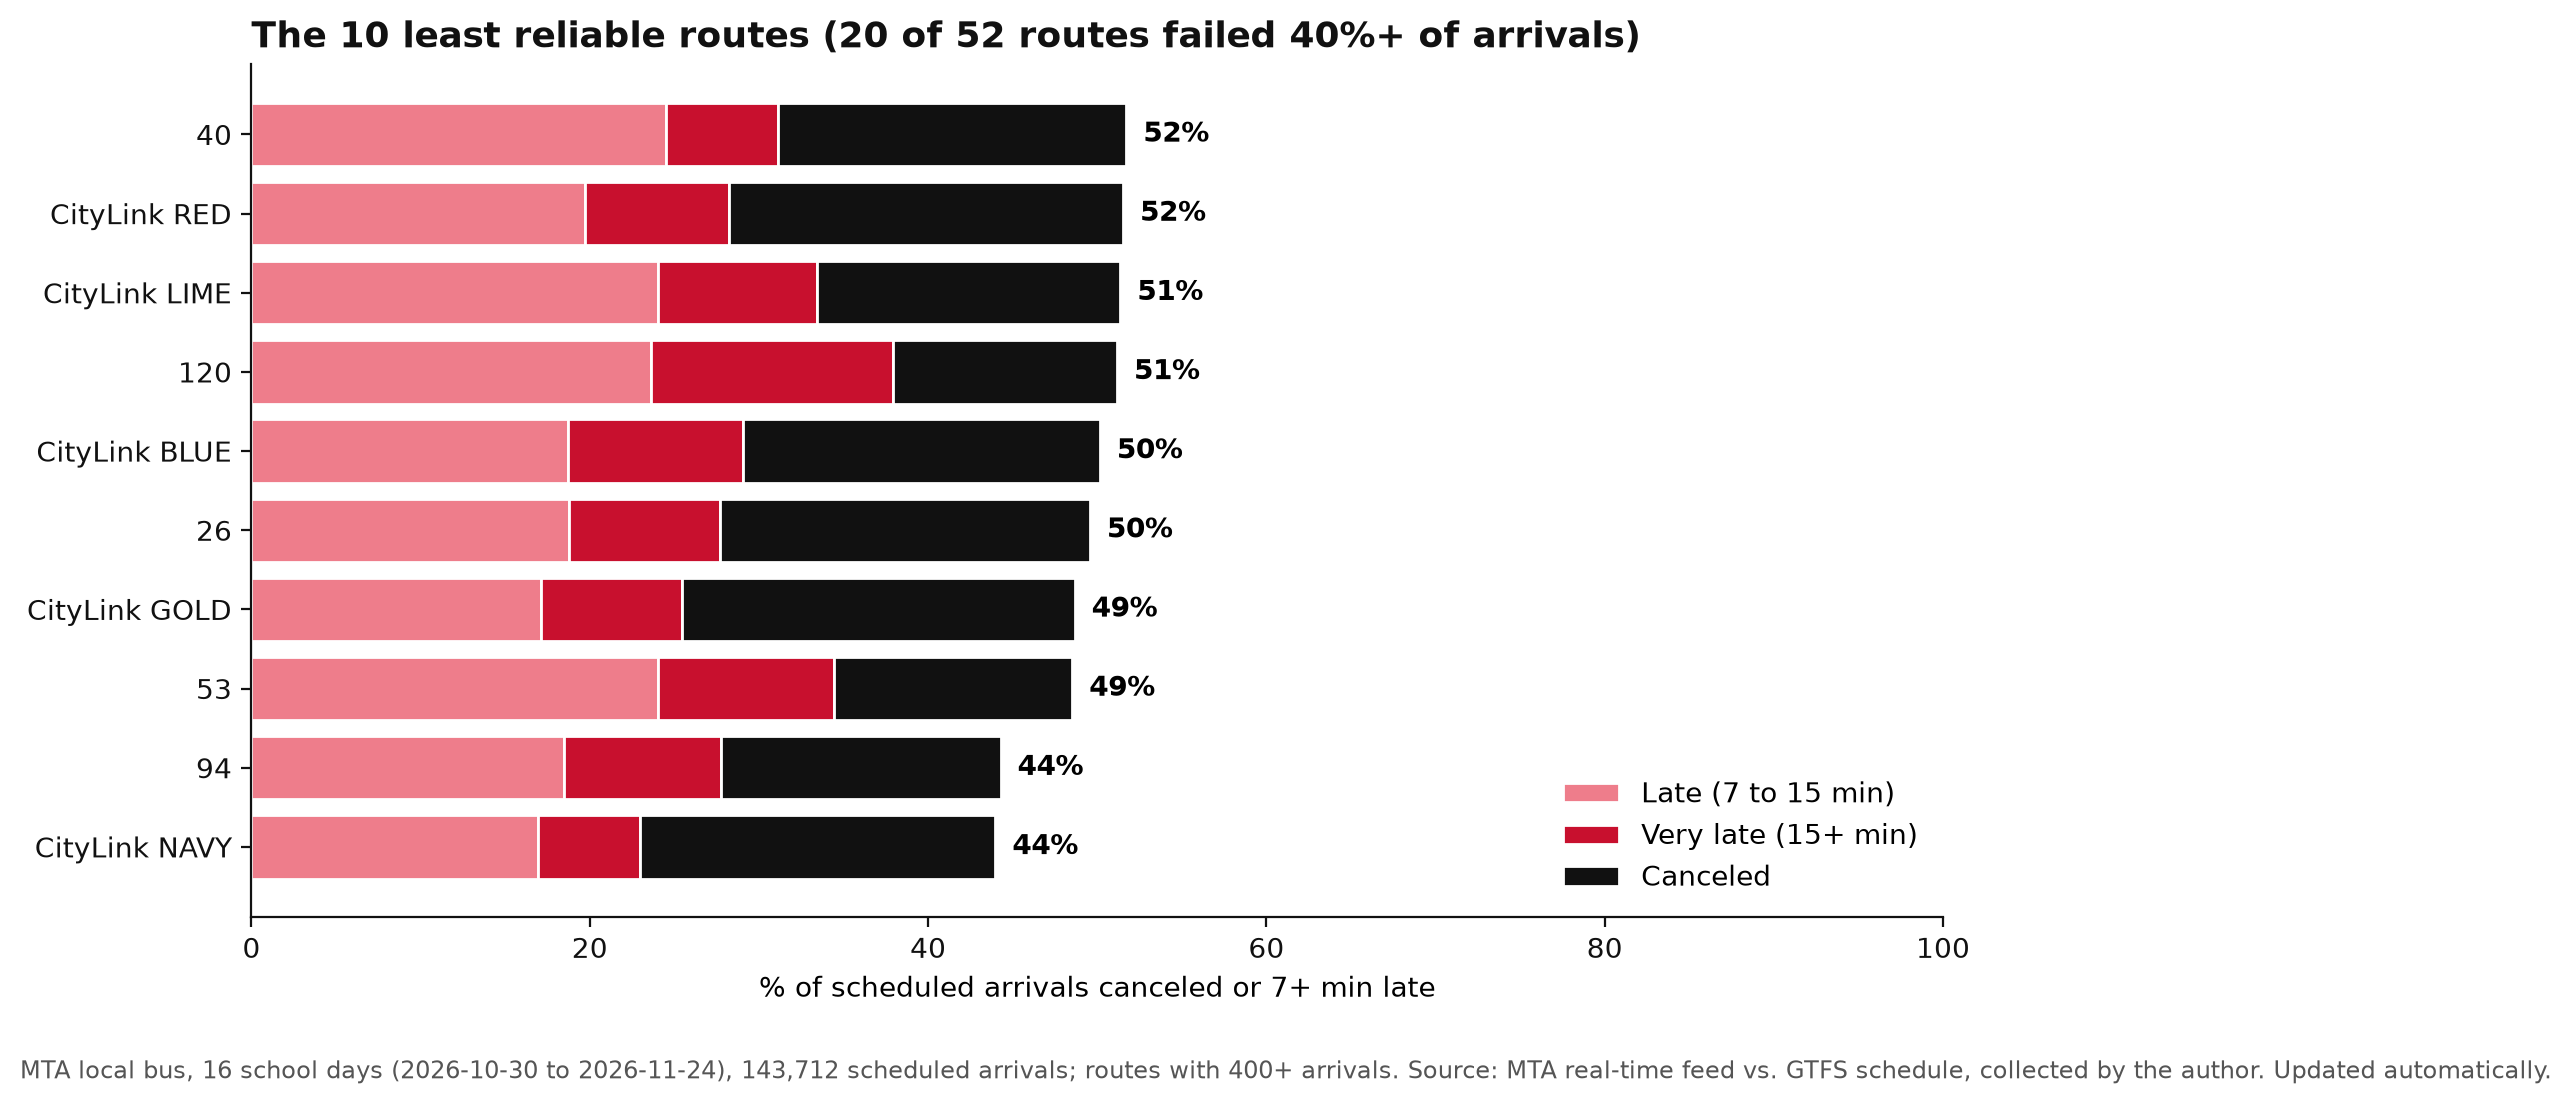 The 10 least reliable routes (20 of 52 routes failed 40%+ of arrivals)
40 52%
CityLink RED 52%
CityLink LIME 51%
120 51%
CityLink BLUE 50%
26 50%
CityLink GOLD 49%
53 49%
94 44%
CityLink NAVY 44%
Late (7 to 15 min)
Very late (15+ min)
Canceled
0 20 40 60 80 100
% of scheduled arrivals canceled or 7+ min late
MTA local bus, 16 school days (2026-10-30 to 2026-11-24), 143,712 scheduled arrivals; routes with 400+ arrivals. Source: MTA real-time feed vs. GTFS schedule, collected by the author. Updated automatically.